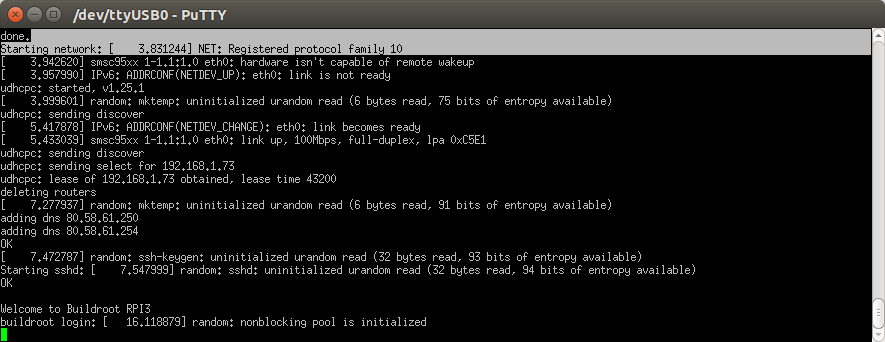 /dev/ttyUSB0 - PuTTY
done.
Starting network: [    3.831244] NET: Registered protocol family 10
[    3.942620] smsc95xx 1-1.1:1.0 eth0: hardware isn't capable of remote wakeup
[    3.957990] IPv6: ADDRCONF(NETDEV_UP): eth0: link is not ready
udhcpc: started, v1.25.1
[    3.999601] random: mktemp: uninitialized urandom read (6 bytes read, 75 bits of entropy available)
udhcpc: sending discover
[    5.417878] IPv6: ADDRCONF(NETDEV_CHANGE): eth0: link becomes ready
[    5.433039] smsc95xx 1-1.1:1.0 eth0: link up, 100Mbps, full-duplex, lpa 0xC5E1
udhcpc: sending discover
udhcpc: sending select for 192.168.1.73
udhcpc: lease of 192.168.1.73 obtained, lease time 43200
deleting routers
[    7.277937] random: mktemp: uninitialized urandom read (6 bytes read, 91 bits of entropy available)
adding dns 80.58.61.250
adding dns 80.58.61.254
OK
[    7.472787] random: ssh-keygen: uninitialized urandom read (32 bytes read, 93 bits of entropy available)
Starting sshd: [    7.547999] random: sshd: uninitialized urandom read (32 bytes read, 94 bits of entropy available)
OK
Welcome to Buildroot RPI3
buildroot login: [   16.118879] random: nonblocking pool is initialized